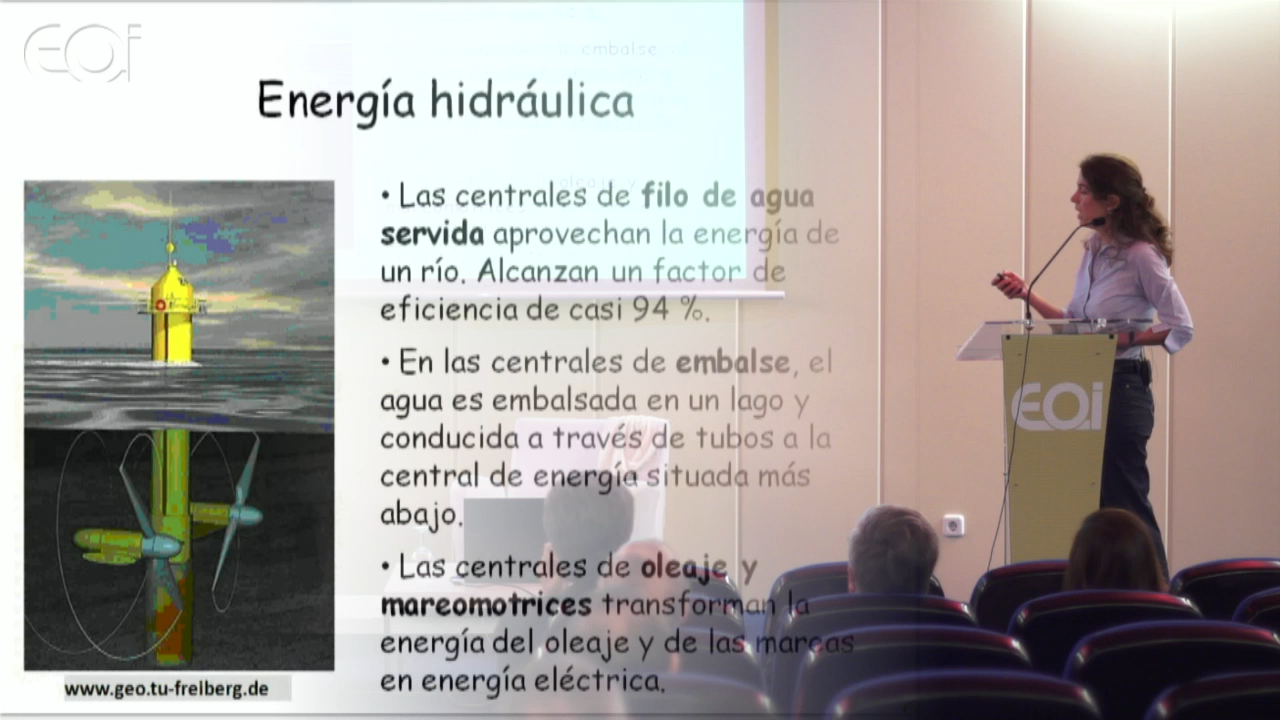 EOi
embalse
Energía hidráulica
• Las centrales de filo de agua
servida aprovechan la energía de
un río. Alcanzan un factor de
eficiencia de casi 94 %.
• En las centrales de embalse, el
agua es embalsada en un lago y
conducida a través de tubos a la
central de energía situada más
abajo.
• Las centrales de oleaje y
mareomotrices transforman la
energía del oleaje y de las mareas
en energía eléctrica.
www.geo.tu-freiberg.de
EOi